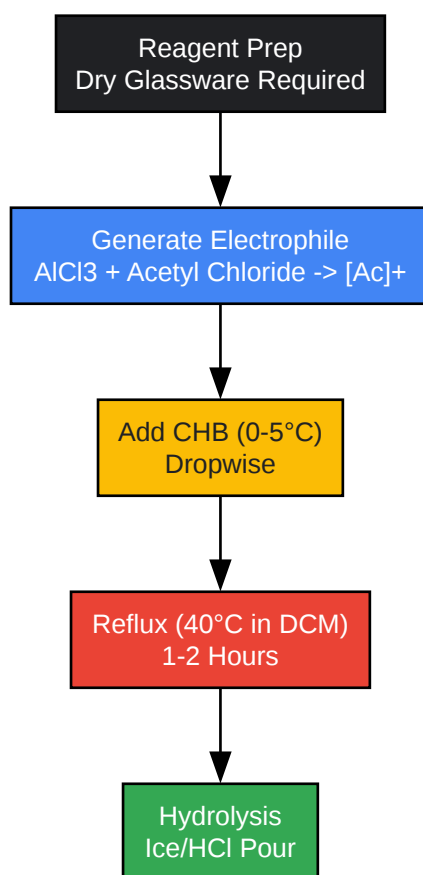 Reagent Prep
Dry Glassware Required
Generate Electrophile
AlCl3 + Acetyl Chloride -> [Ac]+
Add CHB (0-5°C)
Dropwise
Reflux (40°C in DCM)
1-2 Hours
Hydrolysis
Ice/HCl Pour